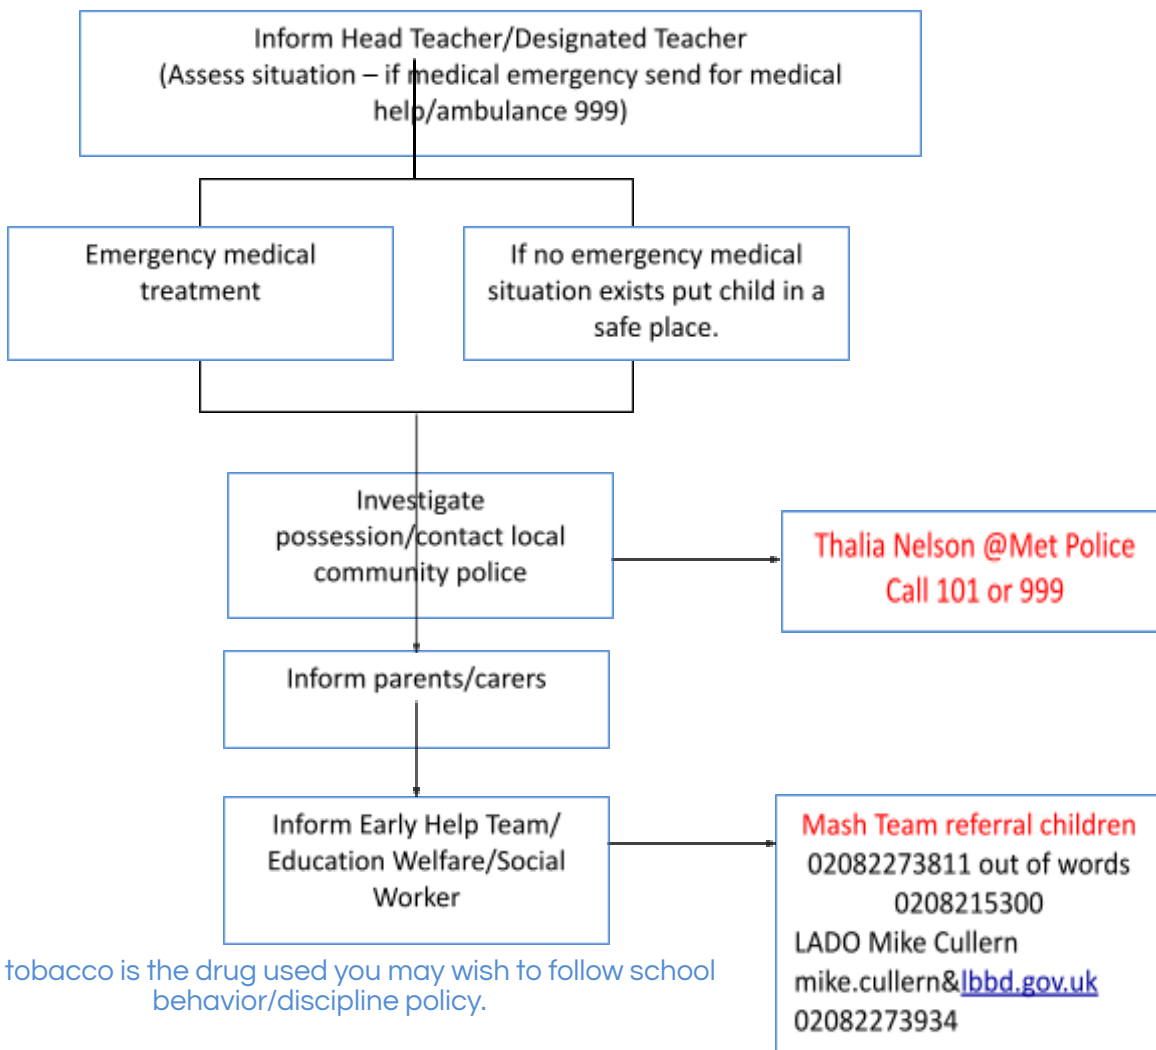 Inform Head Teacher/Designated Teacher
(Assess situation – if medical emergency send for medical
help/ambulance 999)
Emergency medical
treatment
If no emergency medical
situation exists put child in a
safe place.
Investigate
possession/contact local
community police
Thalia Nelson @Met Police
Call 101 or 999
Inform parents/carers
Inform Early Help Team/
Education Welfare/Social
Worker
Mash Team referral children
02082273811 out of words
0208215300
LADO Mike Cullern
mike.cullern&lbbd.gov.uk
02082273934
tobacco is the drug used you may wish to follow school
behavior/discipline policy.